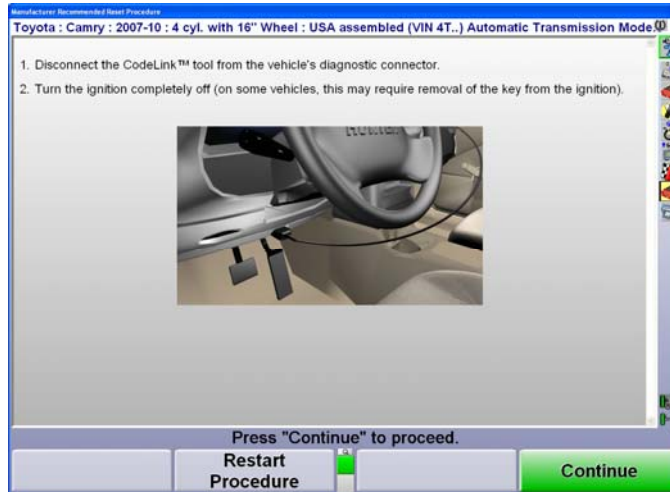 Manufacturer Recommended Reset Procedure
Toyota : Camry : 2007-10 : 4 cyl. with 16" Wheel : USA assembled (VIN 4T..) Automatic Transmission Mode
1. Disconnect the CodeLink™ tool from the vehicle's diagnostic connector.
2. Turn the ignition completely off (on some vehicles, this may require removal of the key from the ignition).
HUNTER
Press "Continue" to proceed.
Restart
Procedure
Continue